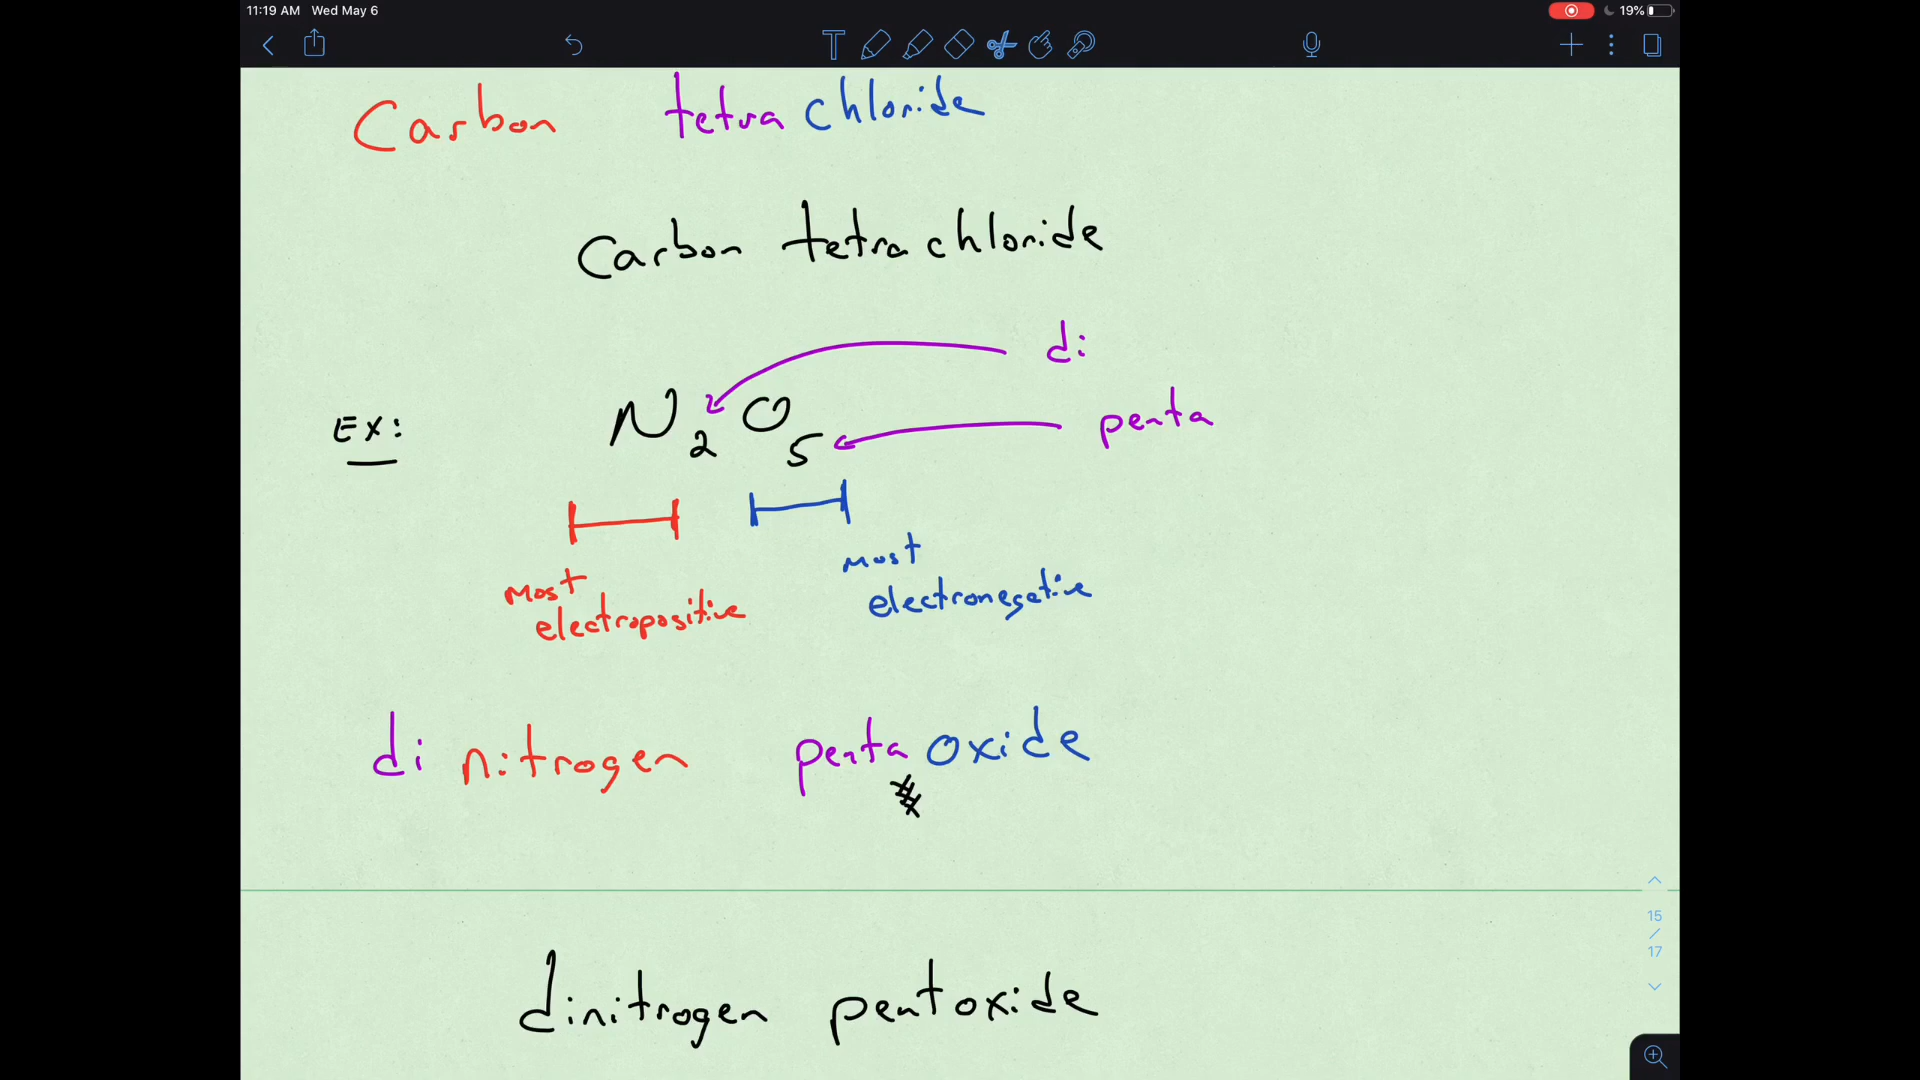 11:19 AM Wed May 6
19%
T
Carbon tetra chloride
Carbon tetrachloride
di
penta
Ex: N2O5
most electropositive
most electronegative
di nitrogen penta oxide
15
/
17
dinitrogen pentoxide